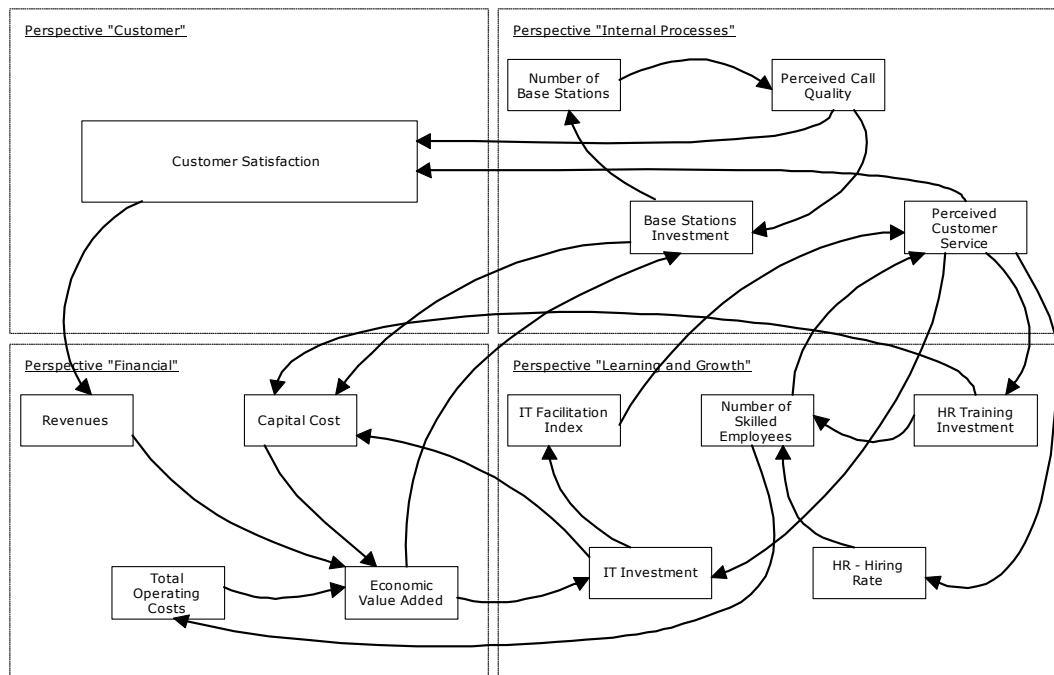 Perspective "Customer"
Customer Satisfaction
Perspective "Internal Processes"
Number of
Base Stations
Perceived Call
Quality
Base Stations
Investment
Perceived
Customer
Service
Perspective "Financial"
Revenues
Capital Cost
Total
Operating
Costs
Economic
Value Added
Perspective "Learning and Growth"
IT Facilitation
Index
Number of
Skilled
Employees
HR Training
Investment
IT Investment
HR - Hiring
Rate